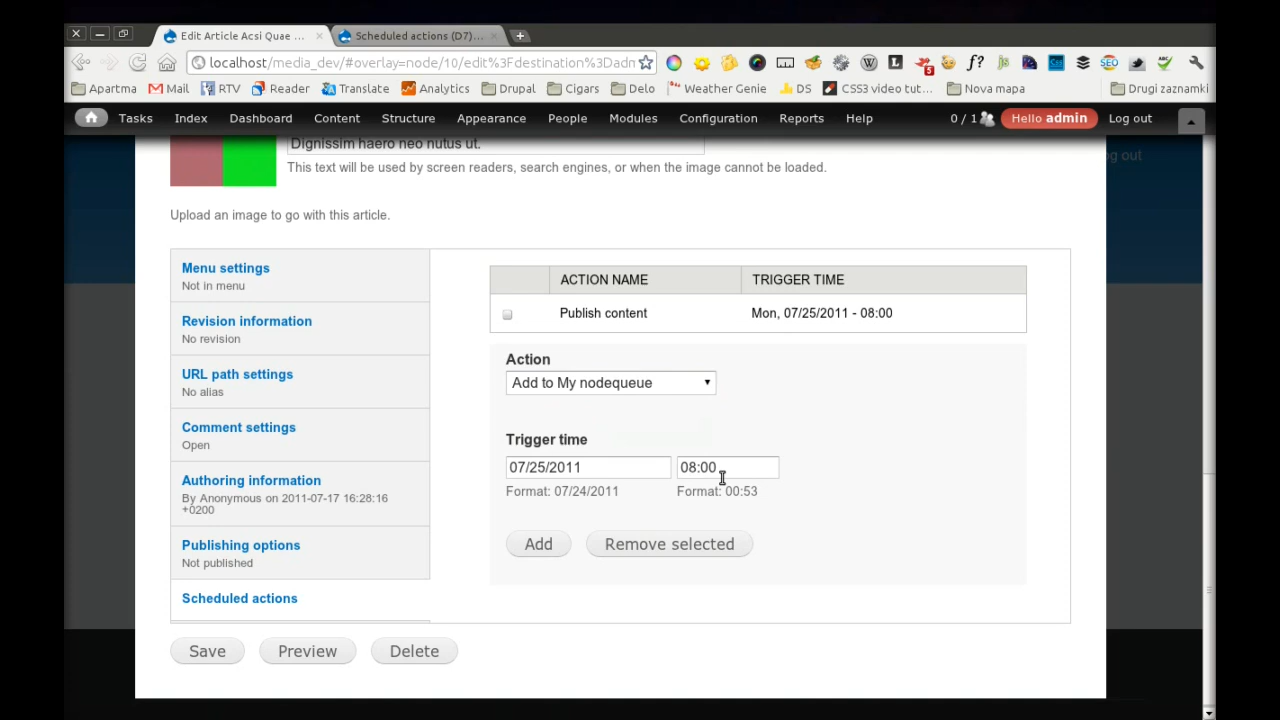 Edit Article Acsi Quae ...
Scheduled actions (D7)...
localhost/media_dev/#overlay=node/10/edit%3Fdestination%3Dadn
5
Apartma Mail RTV Reader Translate Analytics Drupal Cigars Delo Weather Genie DS CSS3 video tut... Nova mapa Drugi zaznamki
Tasks Index Dashboard Content Structure Appearance People Modules Configuration Reports Help 0 / 1 Hello admin Log out
og out
Dignissim haero neo nutus ut.
This text will be used by screen readers, search engines, or when the image cannot be loaded.
Upload an image to go with this article.
Menu settings
Not in menu
Revision information
No revision
URL path settings
No alias
Comment settings
Open
Authoring information
By Anonymous on 2011-07-17 16:28:16
+0200
Publishing options
Not published
Scheduled actions
ACTION NAME TRIGGER TIME
Publish content Mon, 07/25/2011 - 08:00
Action
Add to My nodequeue
Trigger time
07/25/2011 08:00
Format: 07/24/2011 Format: 00:53
Add Remove selected
Save Preview Delete